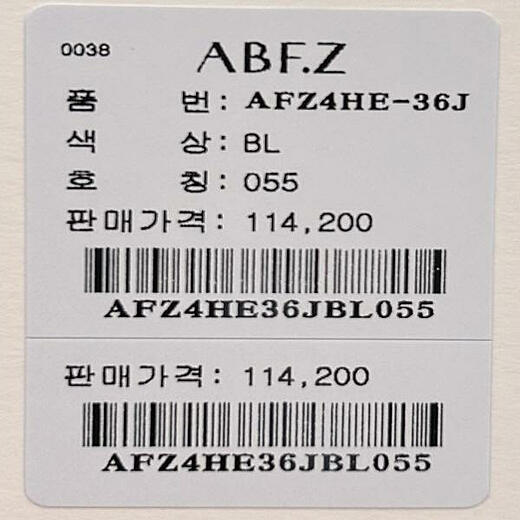 0038 ABF.Z
품 번: AFZ4HE-36J
색 상: BL
호 칭: 055
판매가격: 114,200
AFZ4HE36JBL055
판매가격: 114,200
AFZ4HE36JBL055